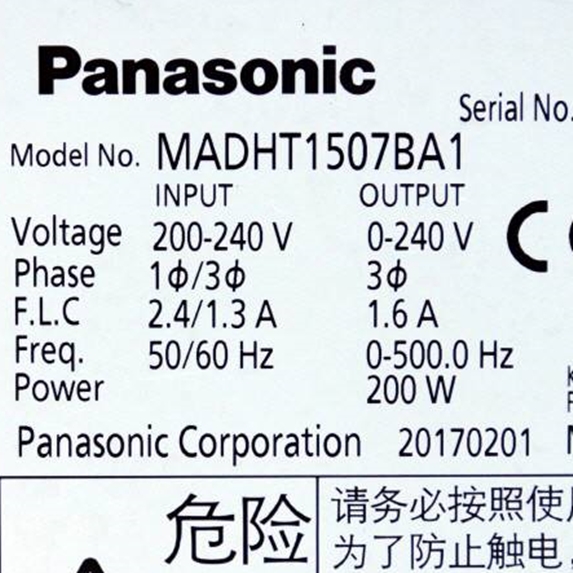 Panasonic
Serial No.
Model No. MADHT1507BA1
INPUT OUTPUT
Voltage 200-240 V 0-240 V
Phase 1ϕ/3ϕ 3ϕ
F.L.C 2.4/1.3 A 1.6 A
Freq. 50/60 Hz 0-500.0 Hz
Power 200 W
Panasonic Corporation 20170201
危险
请务必按照使
为了防止触电，